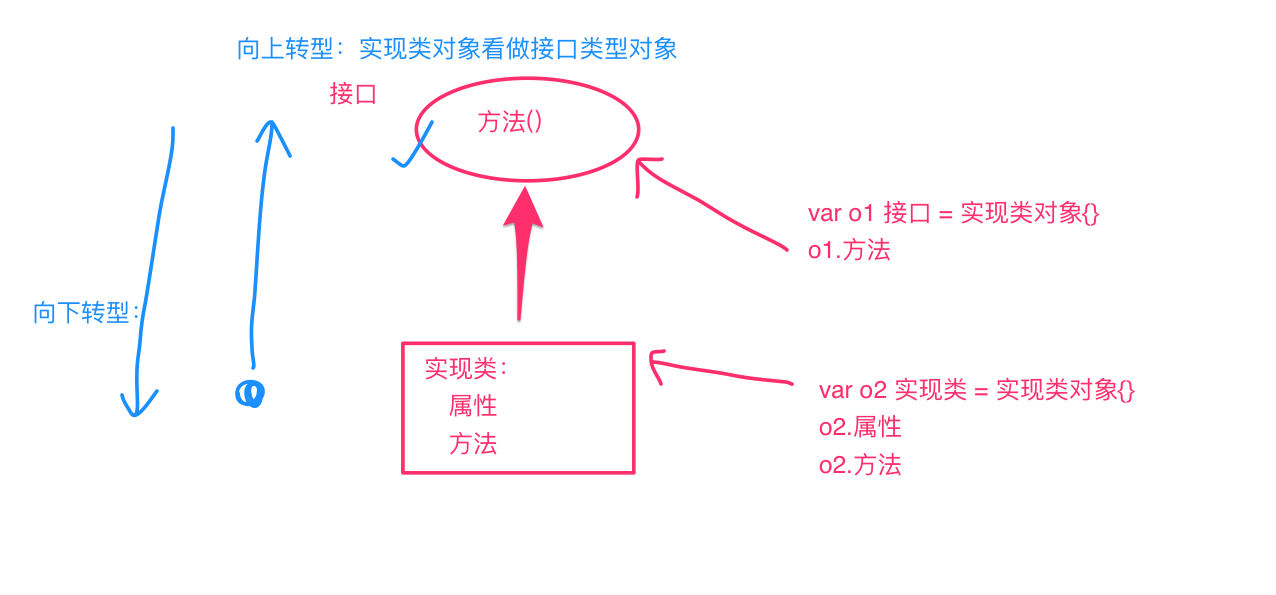 向上转型：实现类对象看做接口类型对象
接口
方法()
var o1 接口 = 实现类对象{}
o1.方法
向下转型：
实现类：
属性
方法
var o2 实现类 = 实现类对象{}
o2.属性
o2.方法